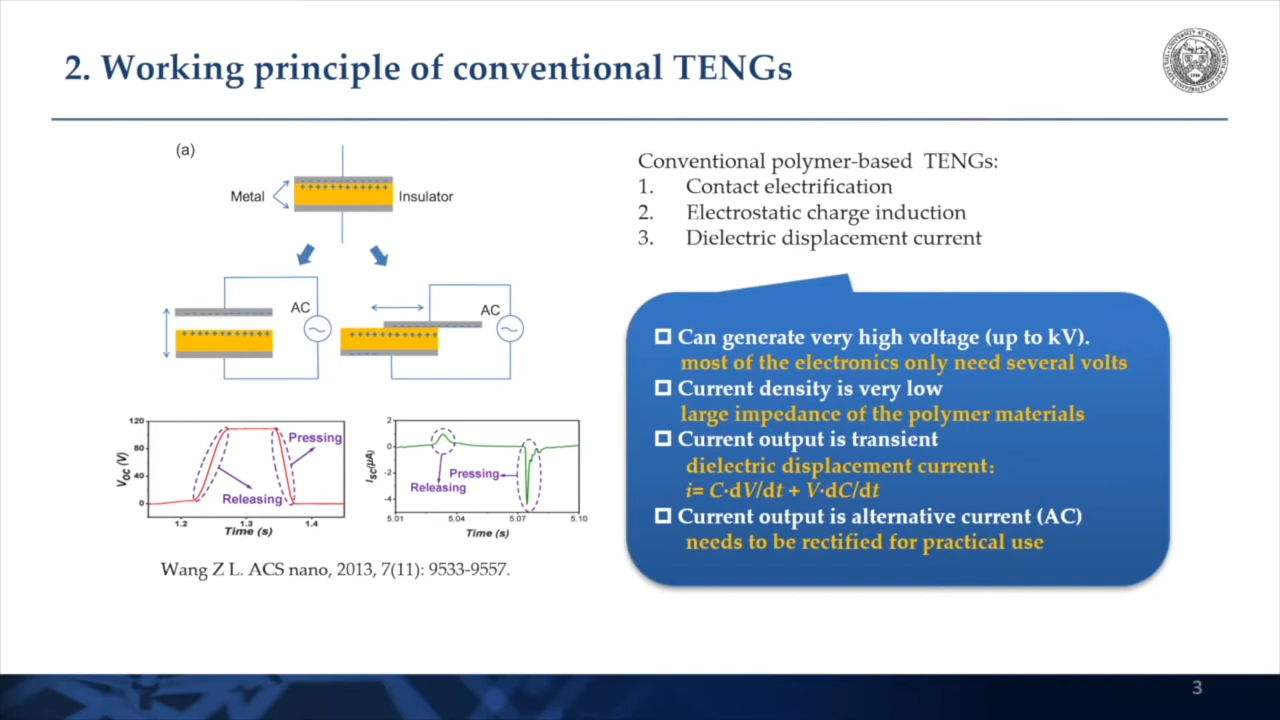 2. Working principle of conventional TENGs
(a)
Metal
Insulator
AC
AC
120
80
40
0
Voc (V)
Pressing
Releasing
1.2
1.3
1.4
Time (s)
2
0
-2
-4
Isc(μA)
Pressing
Releasing
5.01
5.04
5.07
5.10
Time (s)
Wang Z L. ACS nano, 2013, 7(11): 9533-9557.
Conventional polymer-based TENGs:
1. Contact electrification
2. Electrostatic charge induction
3. Dielectric displacement current
Can generate very high voltage (up to kV).
most of the electronics only need several volts
Current density is very low
large impedance of the polymer materials
Current output is transient
dielectric displacement current:
i= C·dV/dt + V·dC/dt
Current output is alternative current (AC)
needs to be rectified for practical use
3